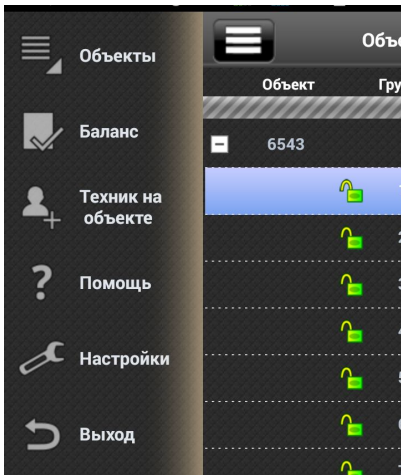 Объекты
Баланс
Техник на
объекте
Помощь
Настройки
Выход
Объект
6543